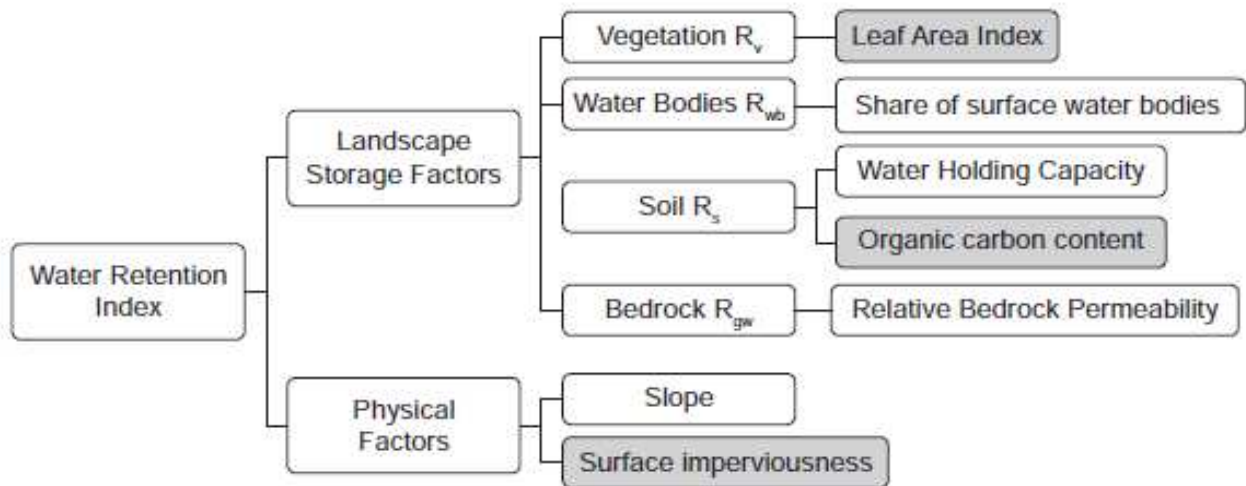 Vegetation Rv
Leaf Area Index
Water Bodies Rwb
Share of surface water bodies
Landscape
Storage Factors
Water Holding Capacity
Soil Rs
Organic carbon content
Water Retention
Index
Bedrock Rgw
Relative Bedrock Permeability
Physical
Factors
Slope
Surface imperviousness